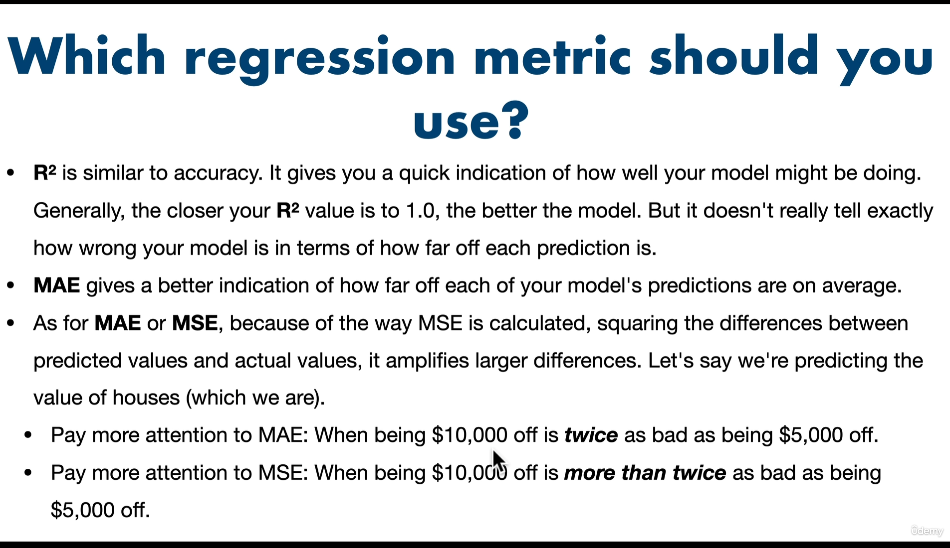 Which regression metric should you
use?
• R² is similar to accuracy. It gives you a quick indication of how well your model might be doing.
Generally, the closer your R² value is to 1.0, the better the model. But it doesn't really tell exactly
how wrong your model is in terms of how far off each prediction is.
• MAE gives a better indication of how far off each of your model's predictions are on average.
• As for MAE or MSE, because of the way MSE is calculated, squaring the differences between
predicted values and actual values, it amplifies larger differences. Let's say we're predicting the
value of houses (which we are).
• Pay more attention to MAE: When being $10,000 off is twice as bad as being $5,000 off.
• Pay more attention to MSE: When being $10,000 off is more than twice as bad as being
$5,000 off.
ûdemy